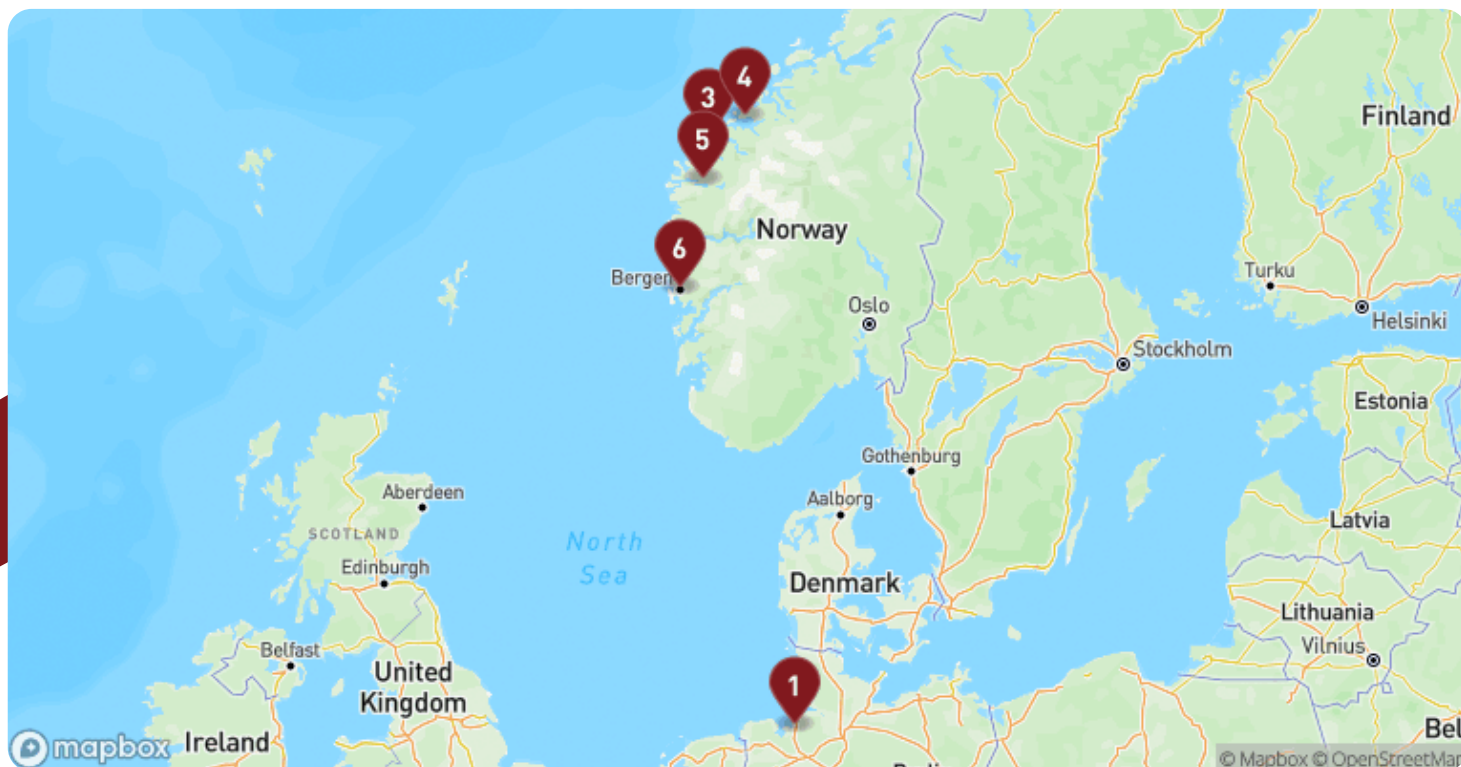 4
3
Finland
5
Norway
6
Bergen
Turku
Oslo
Helsinki
Stockholm
Estonia
Gothenburg
Aberdeen
Aalborg
SCOTLAND
Latvia
North
Sea
Edinburgh
Denmark
Lithuania
Belfast
Vilnius
United
Kingdom
1
Bel
mapbox
Ireland
© Mapbox © OpenStreetMap